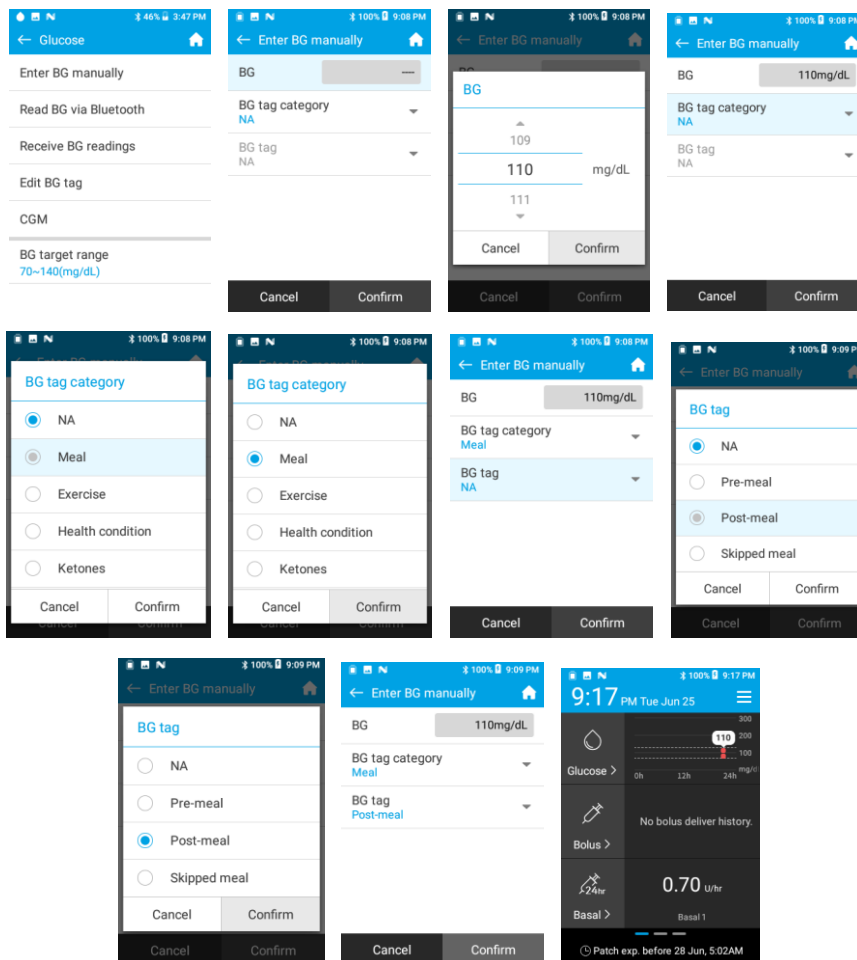 46% 3:47 PM
← Glucose
Enter BG manually
Read BG via Bluetooth
Receive BG readings
Edit BG tag
CGM
BG target range
70~140(mg/dL)
100% 9:08 PM
← Enter BG manually
BG ---
BG tag category
NA
BG tag
NA
Cancel Confirm
100% 9:08 PM
← Enter BG manually
BG
BG
109
110 mg/dL
111
Cancel Confirm
Cancel Confirm
100% 9:08 PM
← Enter BG manually
BG 110mg/dL
BG tag category
NA
BG tag
NA
Cancel Confirm
100% 9:08 PM
BG tag category
NA
Meal
Exercise
Health condition
Ketones
Cancel Confirm
Cancel Confirm
100% 9:08 PM
BG tag category
NA
Meal
Exercise
Health condition
Ketones
Cancel Confirm
Cancel Confirm
100% 9:08 PM
← Enter BG manually
BG 110mg/dL
BG tag category
Meal
BG tag
NA
Cancel Confirm
100% 9:09 PM
← Enter BG manually
BG tag
NA
Pre-meal
Post-meal
Skipped meal
Cancel Confirm
Cancel Confirm
100% 9:09 PM
← Enter BG manually
BG tag
NA
Pre-meal
Post-meal
Skipped meal
Cancel Confirm
Cancel Confirm
100% 9:09 PM
← Enter BG manually
BG 110mg/dL
BG tag category
Meal
BG tag
Post-meal
Cancel Confirm
100% 9:17 PM
9:17 PM Tue Jun 25
Glucose >
300
110 200
100
0h 12h 24h mg/dl
Bolus >
No bolus deliver history.
24hr
Basal >
0.70 U/hr
Basal 1
Patch exp. before 28 Jun, 5:02AM